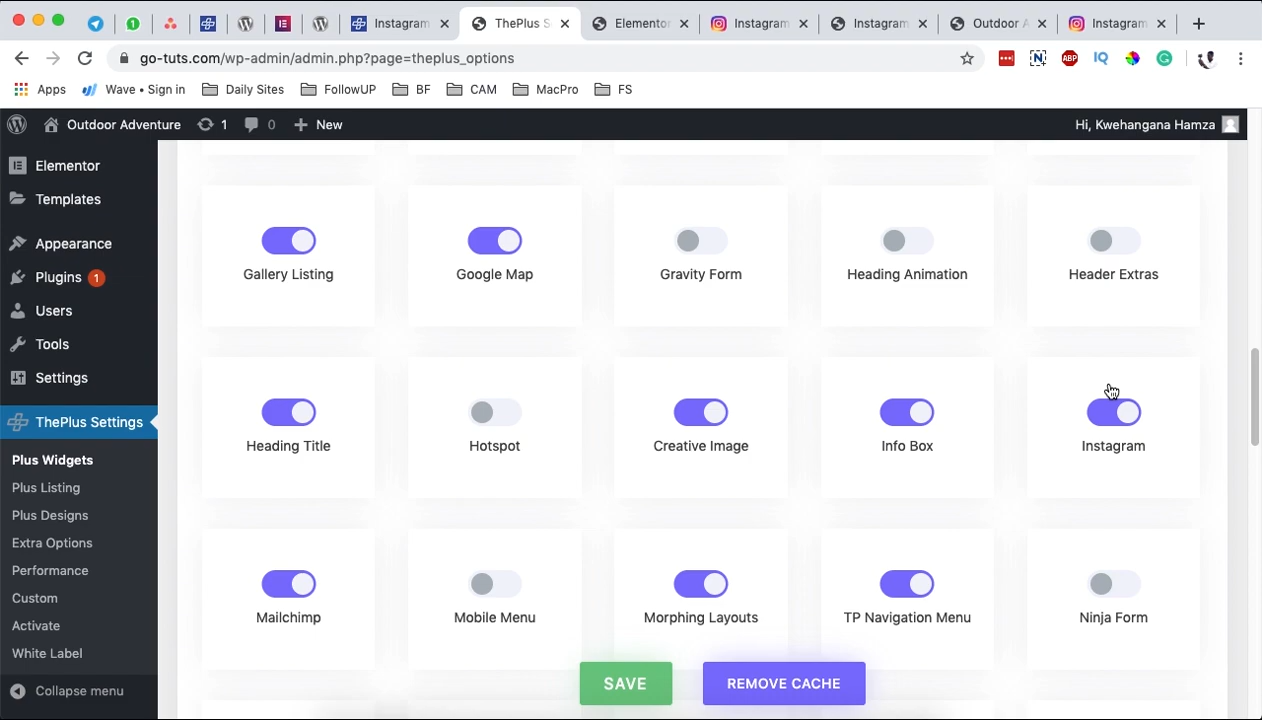 Instagram
ThePlus S
Elemento
Instagram
Instagram
Outdoor A
Instagram
go-tuts.com/wp-admin/admin.php?page=theplus_options
ABP
IQ
Apps
Wave • Sign in
Daily Sites
FollowUP
BF
CAM
MacPro
FS
Outdoor Adventure
1
0
New
Hi, Kwehangana Hamza
Elementor
Templates
Appearance
Plugins 1
Users
Tools
Settings
ThePlus Settings
Plus Widgets
Plus Listing
Plus Designs
Extra Options
Performance
Custom
Activate
White Label
Collapse menu
Gallery Listing
Google Map
Gravity Form
Heading Animation
Header Extras
Heading Title
Hotspot
Creative Image
Info Box
Instagram
Mailchimp
Mobile Menu
Morphing Layouts
TP Navigation Menu
Ninja Form
SAVE
REMOVE CACHE